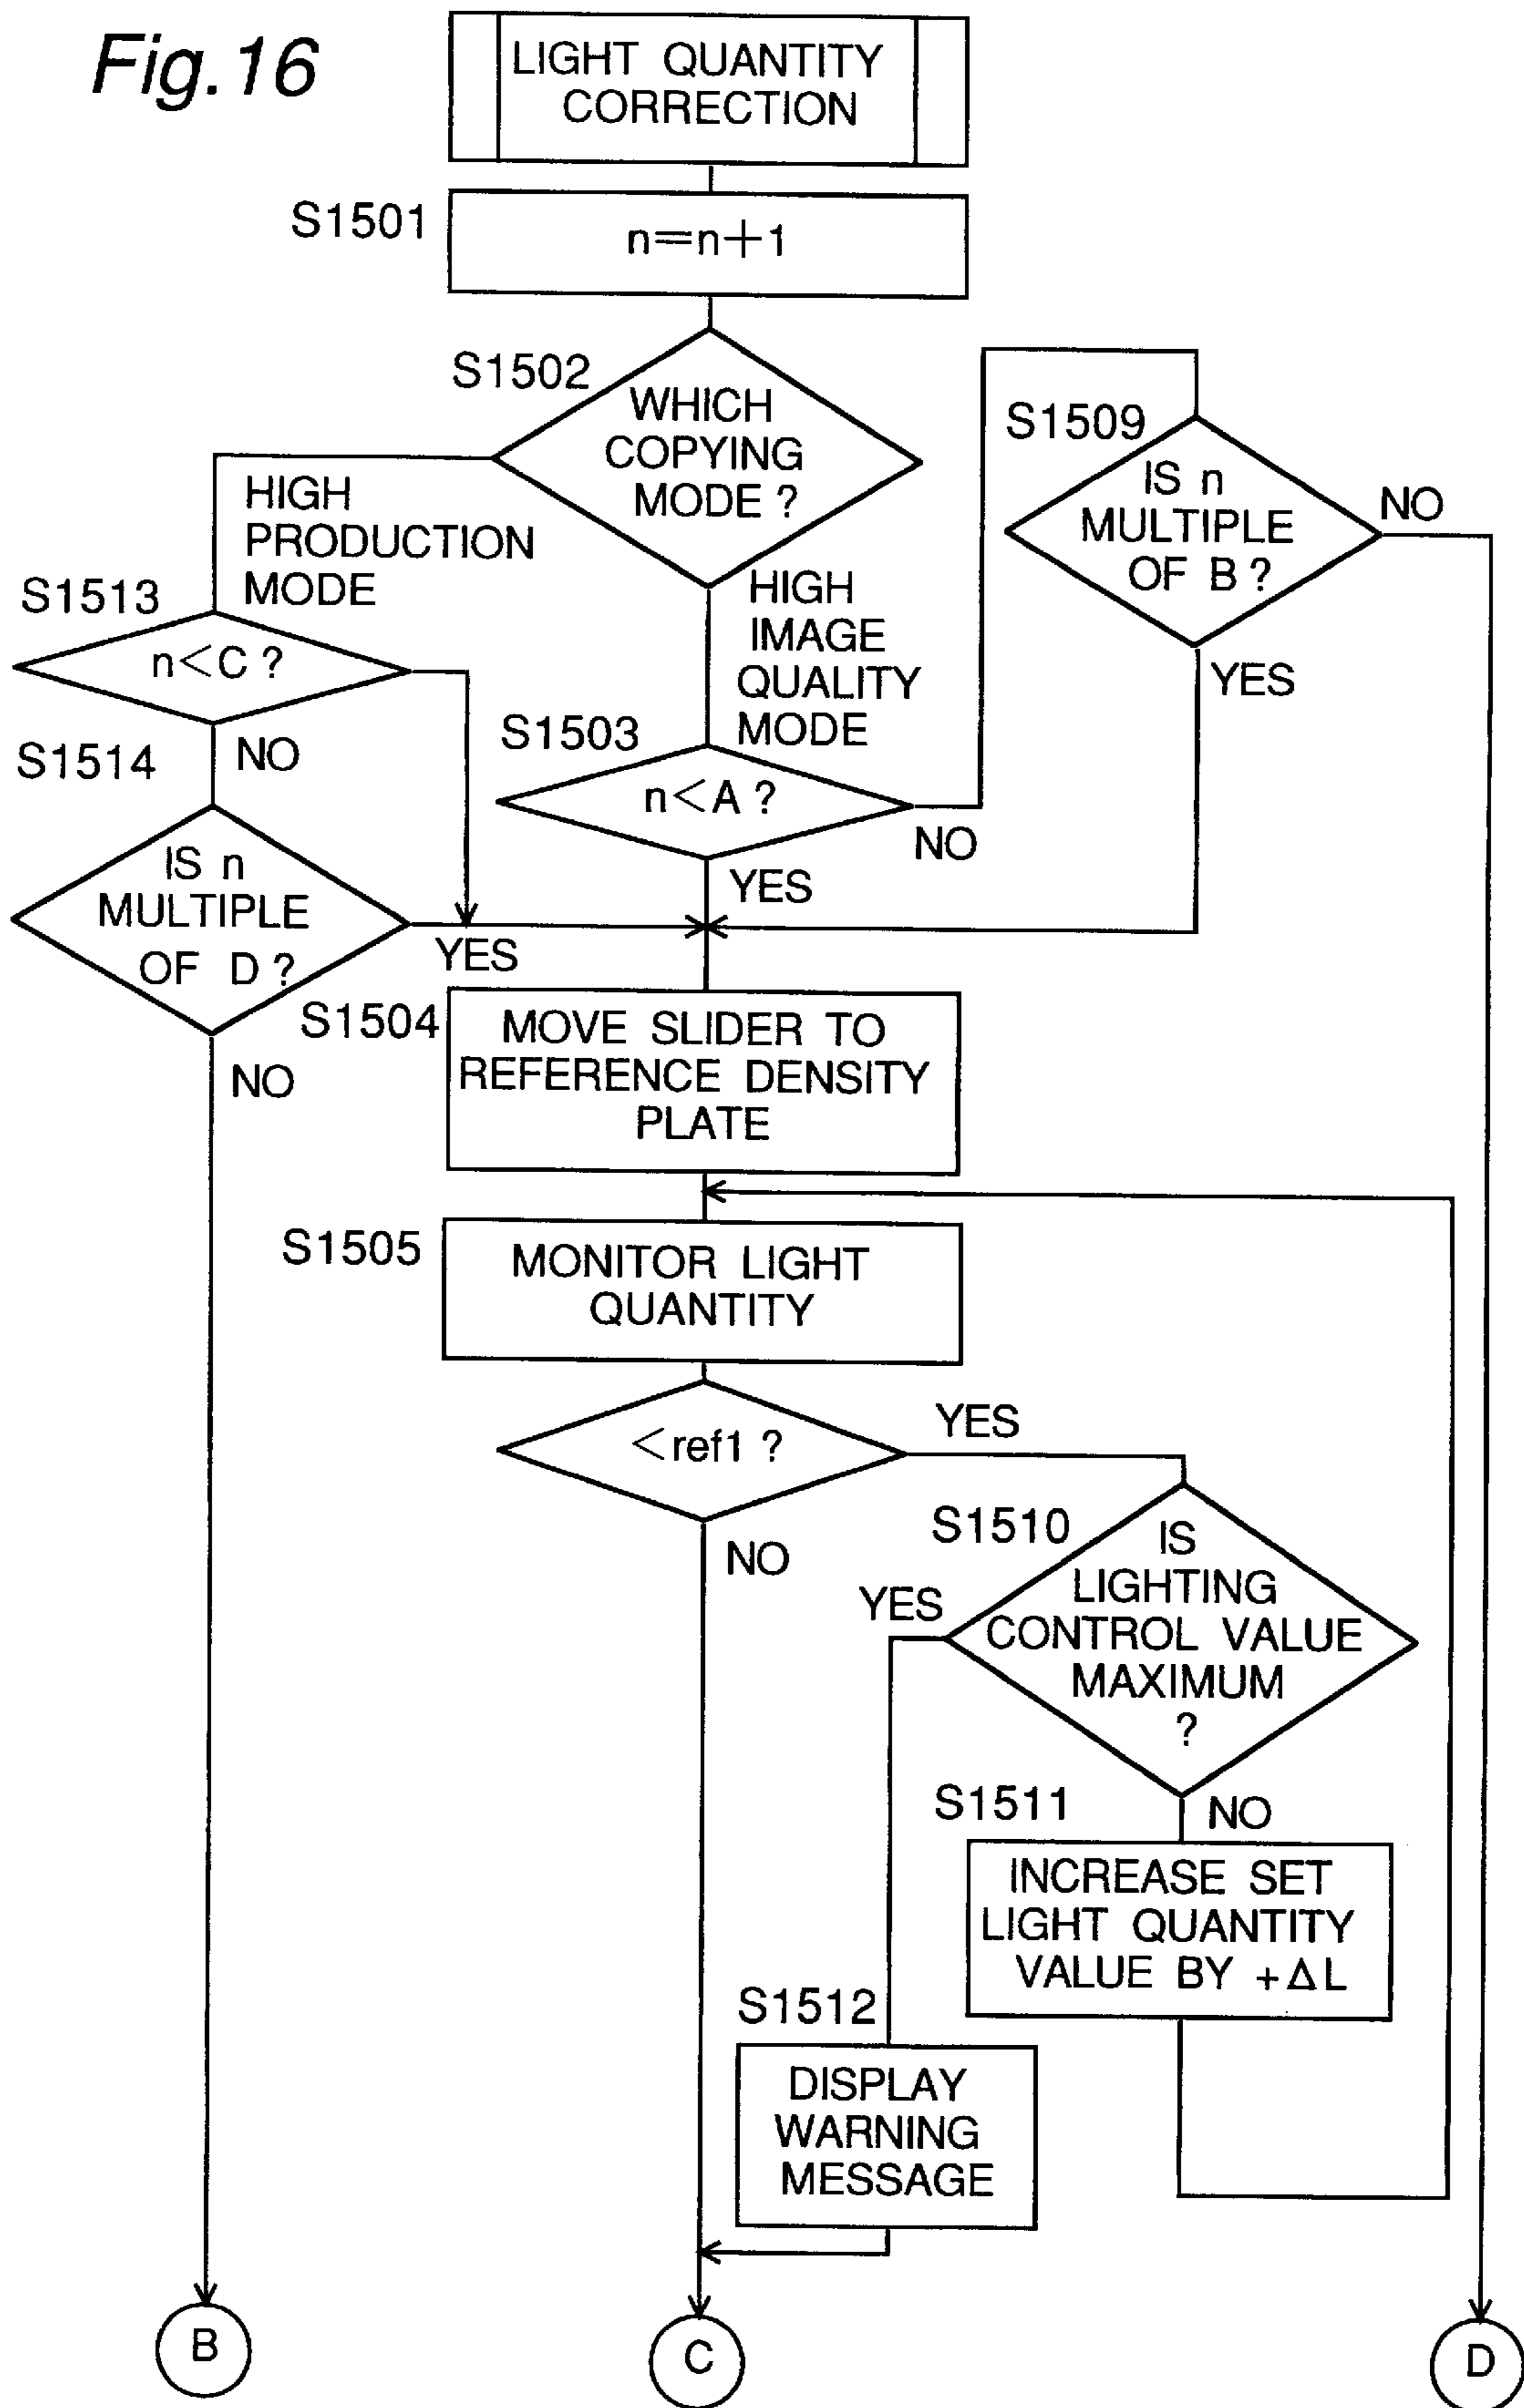 Fig.16
LIGHT QUANTITY
CORRECTION
S1501
n=n+1
S1502
WHICH
COPYING
MODE ?
S1509
IS n
MULTIPLE
OF B ?
NO
YES
HIGH
PRODUCTION
MODE
HIGH
IMAGE
QUALITY
MODE
S1513
n<C ?
NO
S1503
n<A ?
NO
YES
S1514
IS n
MULTIPLE
OF D ?
YES
NO
S1504
MOVE SLIDER TO
REFERENCE DENSITY
PLATE
S1505
MONITOR LIGHT
QUANTITY
<ref1 ?
YES
NO
S1510
IS
LIGHTING
CONTROL VALUE
MAXIMUM
?
YES
NO
S1511
INCREASE SET
LIGHT QUANTITY
VALUE BY +ΔL
S1512
DISPLAY
WARNING
MESSAGE
B
C
D